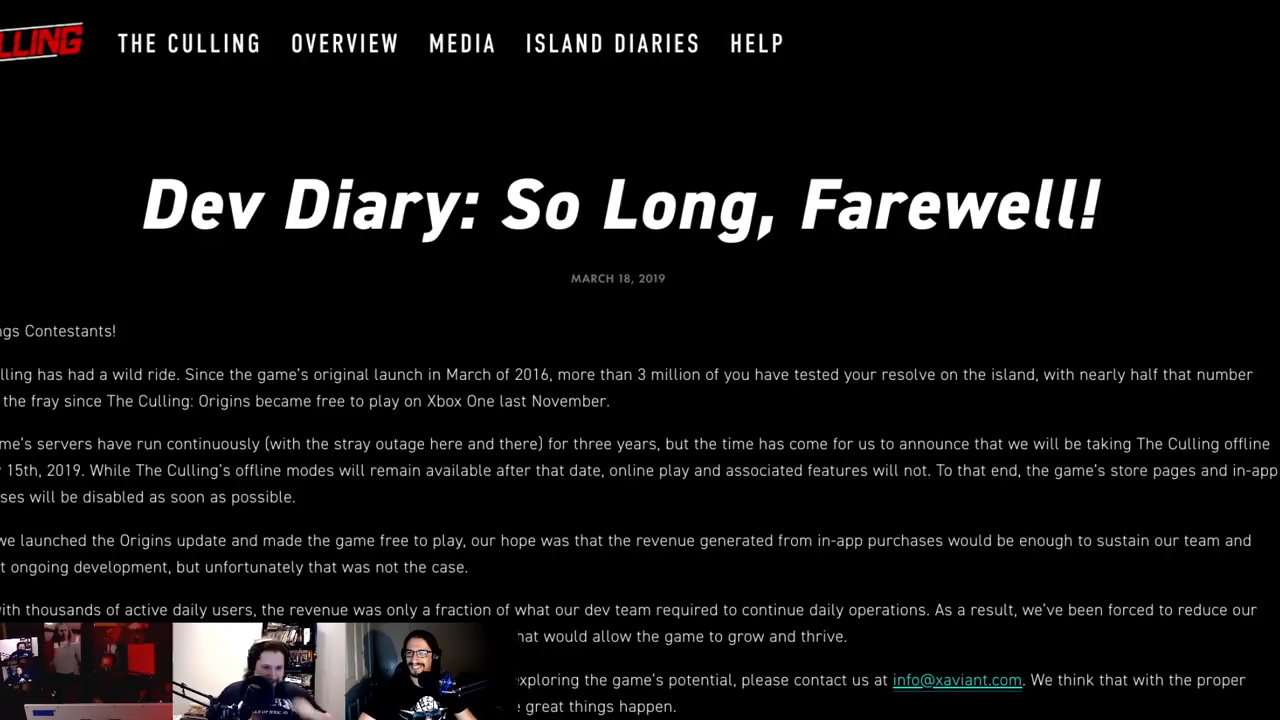 LLING THE CULLING OVERVIEW MEDIA ISLAND DIARIES HELP
Dev Diary: So Long, Farewell!
MARCH 18, 2019
ngs Contestants!
lling has had a wild ride. Since the game's original launch in March of 2016, more than 3 million of you have tested your resolve on the island, with nearly half that number
the fray since The Culling: Origins became free to play on Xbox One last November.
me's servers have run continuously (with the stray outage here and there) for three years, but the time has come for us to announce that we will be taking The Culling offline
15th, 2019. While The Culling's offline modes will remain available after that date, online play and associated features will not. To that end, the game's store pages and in-app
ses will be disabled as soon as possible.
we launched the Origins update and made the game free to play, our hope was that the revenue generated from in-app purchases would be enough to sustain our team and
t ongoing development, but unfortunately that was not the case.
with thousands of active daily users, the revenue was only a fraction of what our dev team required to continue daily operations. As a result, we've been forced to reduce our
hat would allow the game to grow and thrive.
exploring the game's potential, please contact us at info@xaviant.com. We think that with the proper
great things happen.